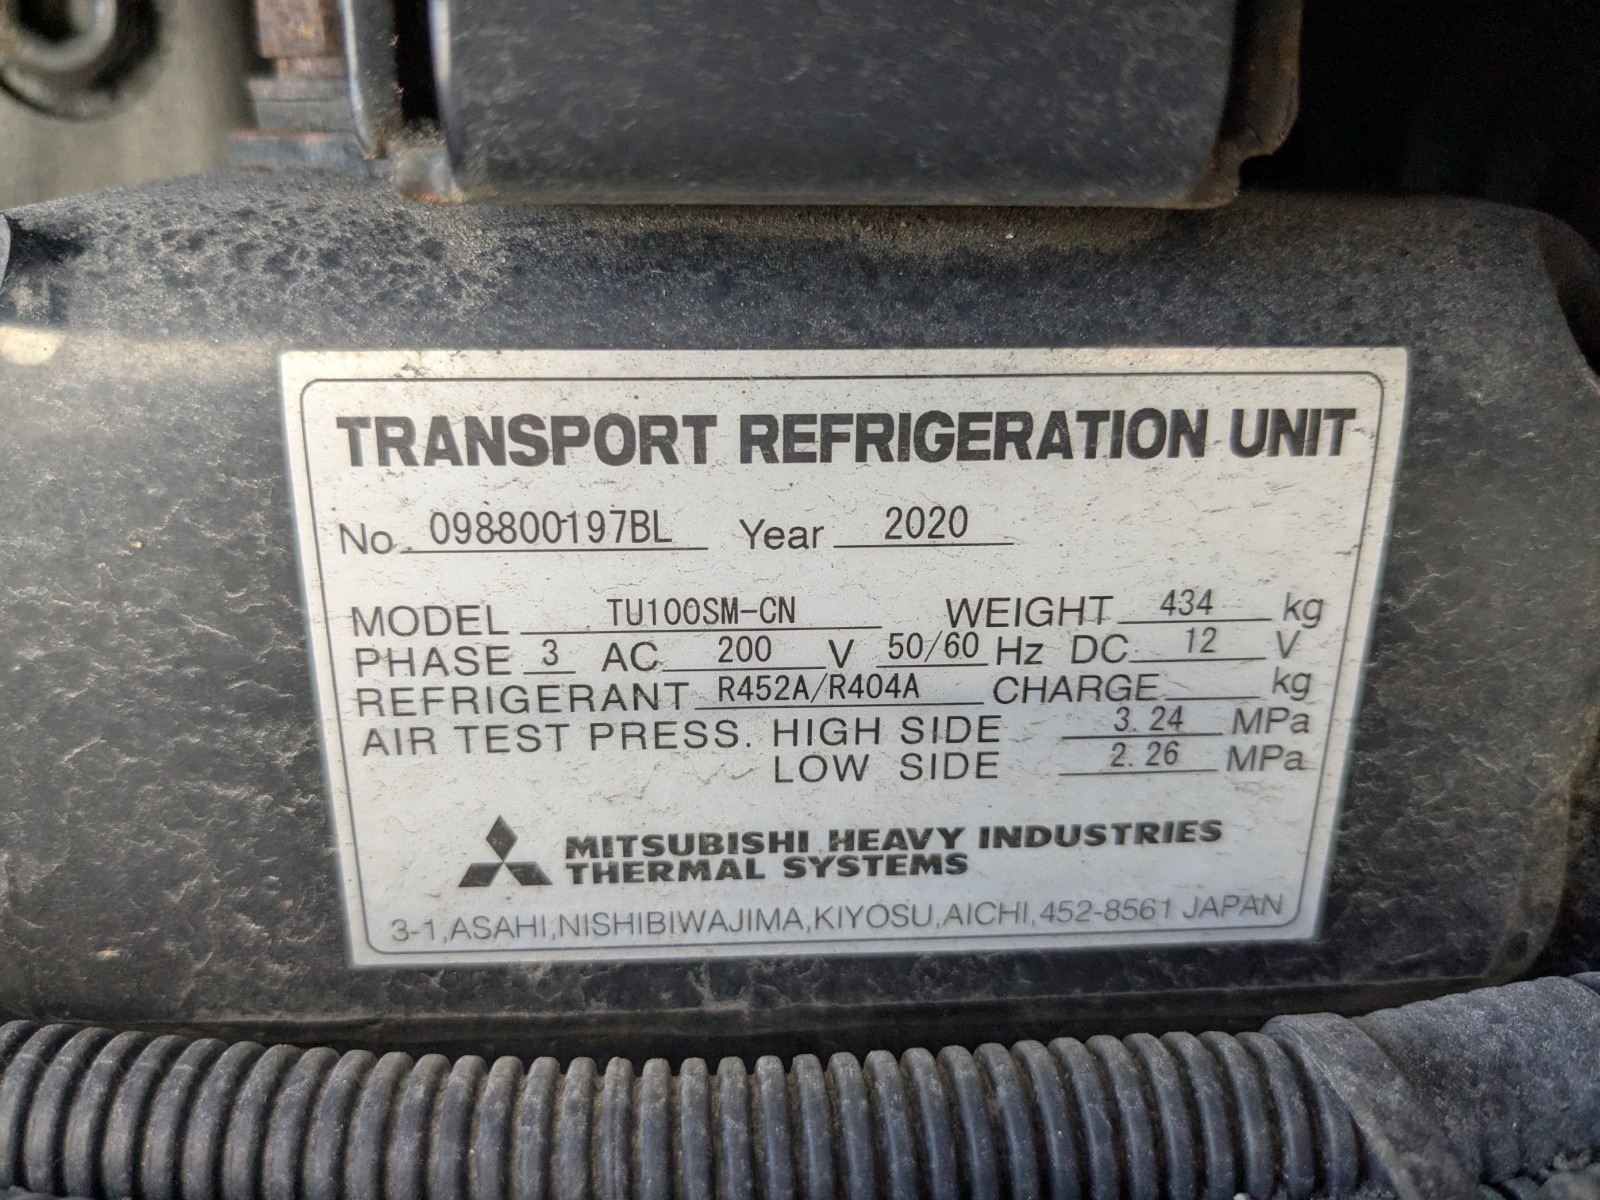 TRANSPORT REFRIGERATION UNIT
No. 098800197BL Year 2020
MODEL TU100SM-CN WEIGHT 434 kg
PHASE 3 AC 200 V 50/60 Hz DC 12 V
REFRIGERANT R452A/R404A CHARGE kg
AIR TEST PRESS. HIGH SIDE 3.24 MPa
LOW SIDE 2.26 MPa
MITSUBISHI HEAVY INDUSTRIES
THERMAL SYSTEMS
3-1,ASAHI,NISHIBIWAJIMA,KIYOSU,AICHI,452-8561 JAPAN